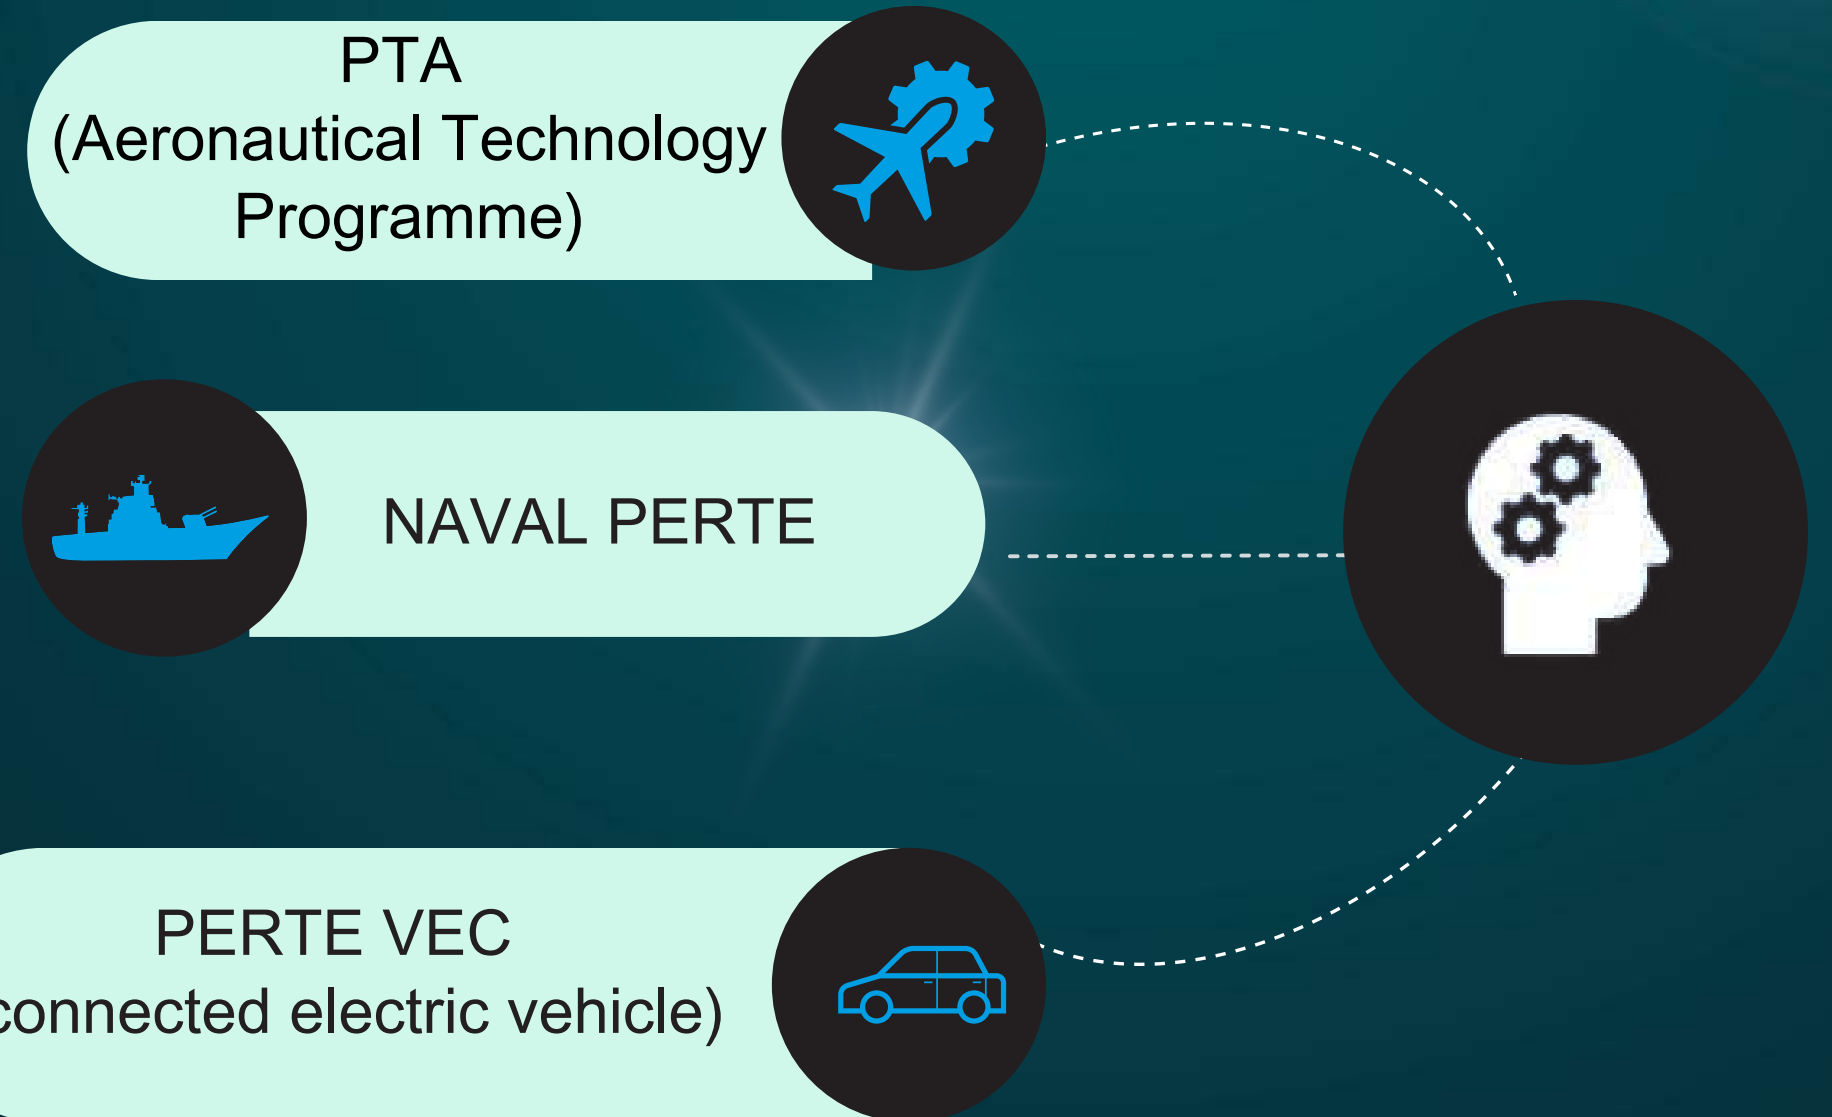 PTA
(Aeronautical Technology
Programme)
NAVAL PERTE
PERTE VEC
connected electric vehicle)